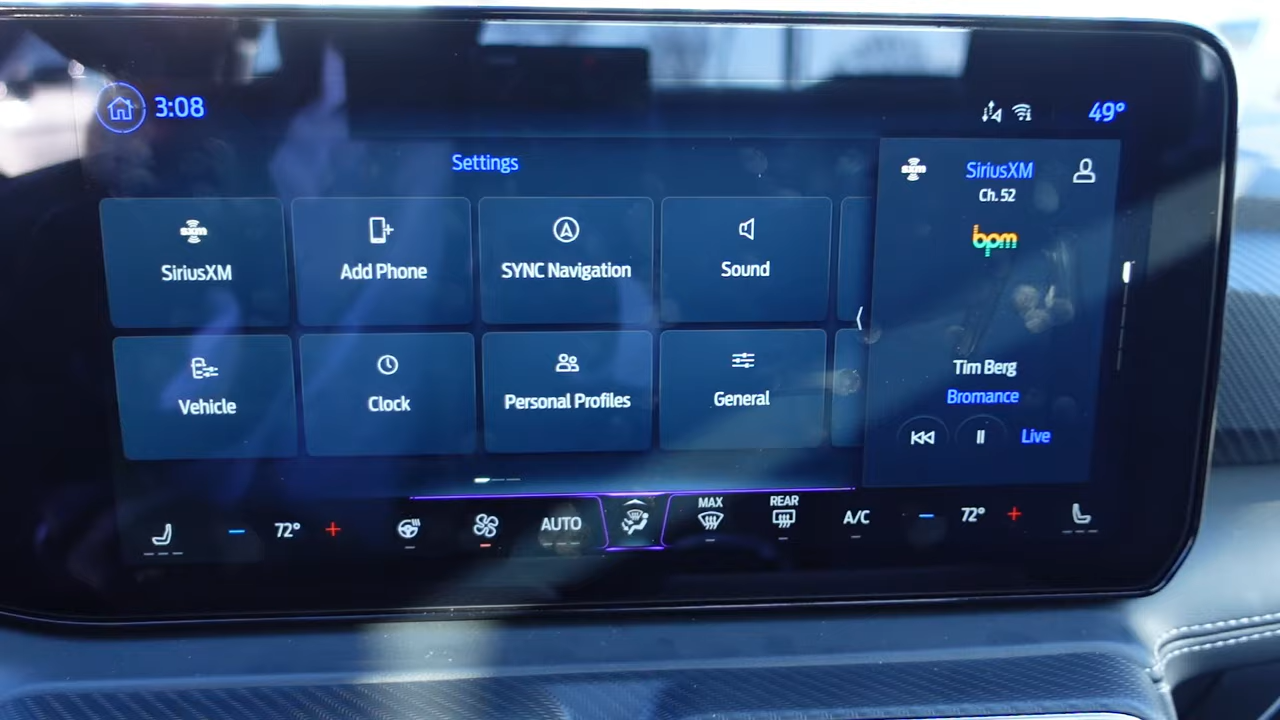 3:08
49°
Settings
SiriusXM
Add Phone
SYNC Navigation
Sound
Vehicle
Clock
Personal Profiles
General
sxm
SiriusXM
Ch. 52
bpm
Tim Berg
Bromance
Live
72°
AUTO
MAX
REAR
A/C
72°